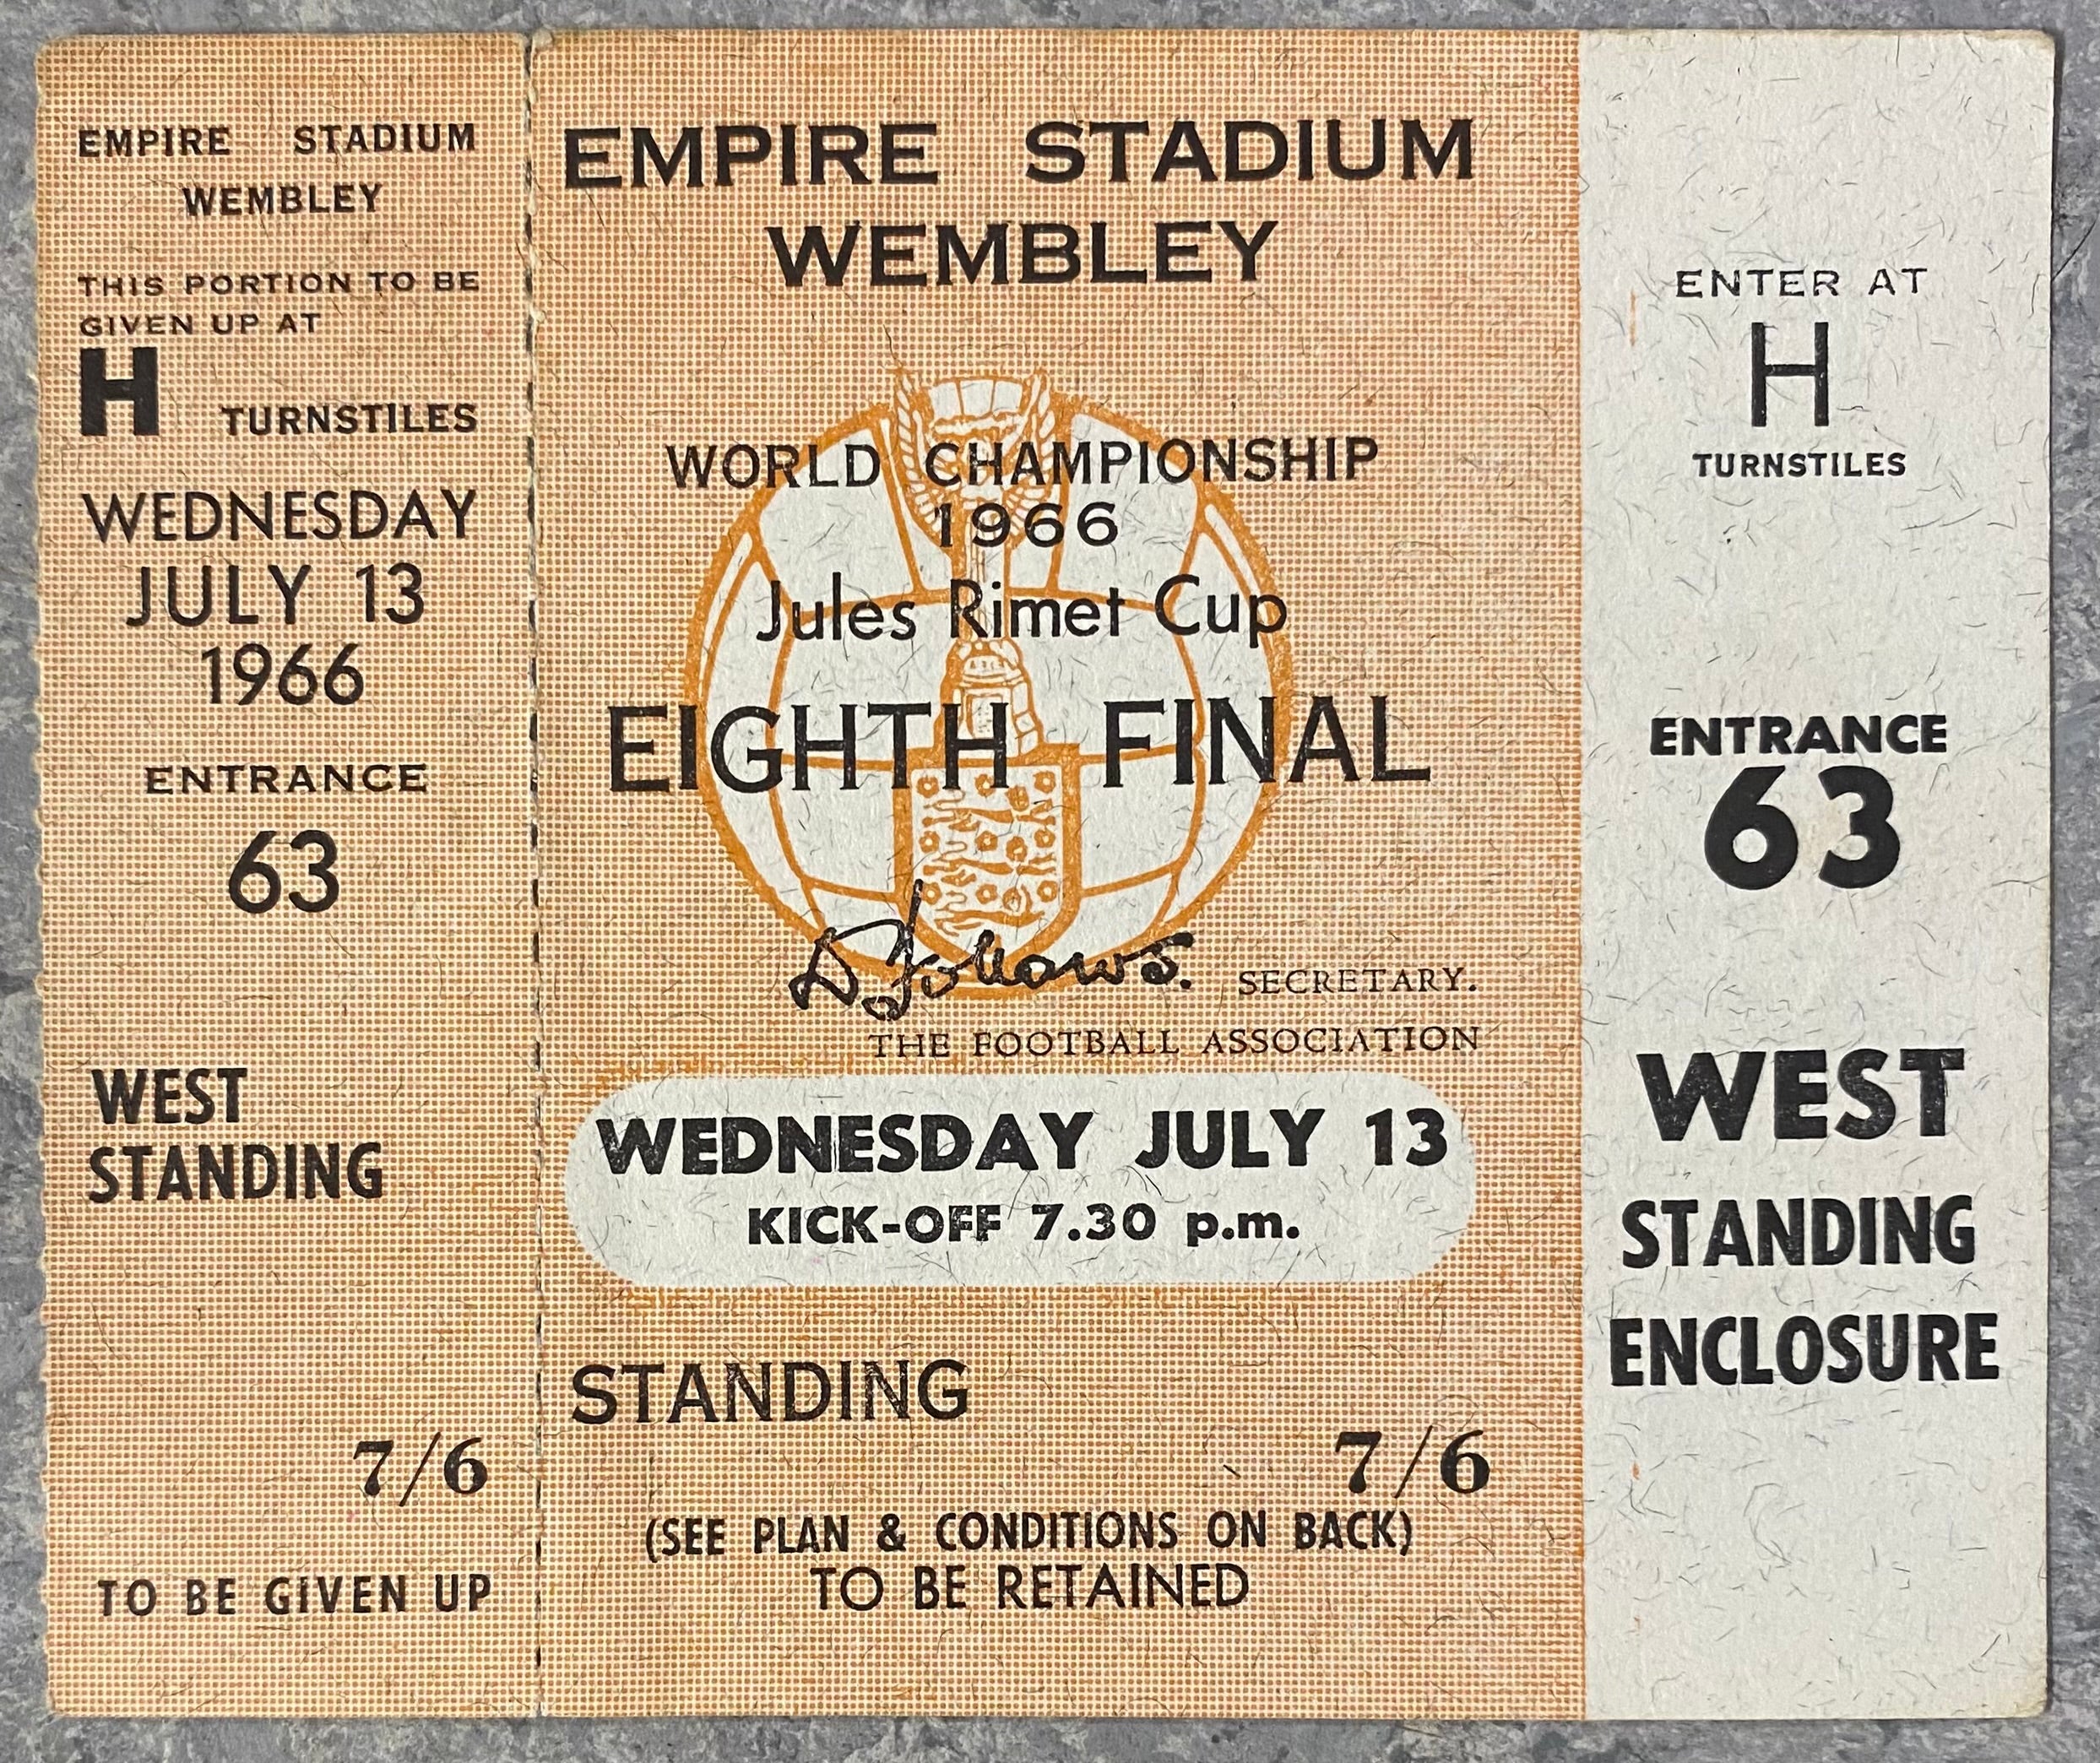 EMPIRE STADIUM
WEMBLEY
THIS PORTION TO BE
GIVEN UP AT
H TURNSTILES
WEDNESDAY
JULY 13
1966
ENTRANCE
63
WEST
STANDING
7/6
TO BE GIVEN UP
EMPIRE STADIUM
WEMBLEY
WORLD CHAMPIONSHIP
1966
Jules Rimet Cup
EIGHTH FINAL
D Follows. SECRETARY.
THE FOOTBALL ASSOCIATION
WEDNESDAY JULY 13
KICK-OFF 7.30 p.m.
STANDING
7/6
(SEE PLAN & CONDITIONS ON BACK)
TO BE RETAINED
ENTER AT
H
TURNSTILES
ENTRANCE
63
WEST
STANDING
ENCLOSURE